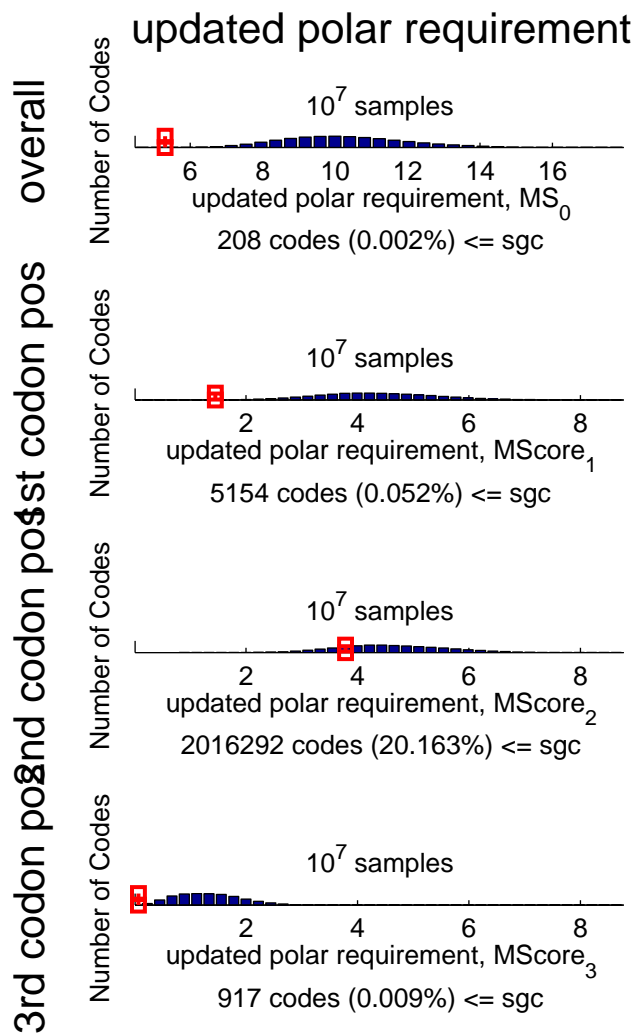 updated polar requirement
overall
Number of Codes
10^7 samples
6 8 10 12 14 16
updated polar requirement, MS_0
208 codes (0.002%) <= sgc
1st codon pos
Number of Codes
10^7 samples
2 4 6 8
updated polar requirement, MScore_1
5154 codes (0.052%) <= sgc
2nd codon pos
Number of Codes
10^7 samples
2 4 6 8
updated polar requirement, MScore_2
2016292 codes (20.163%) <= sgc
3rd codon pos
Number of Codes
10^7 samples
2 4 6 8
updated polar requirement, MScore_3
917 codes (0.009%) <= sgc